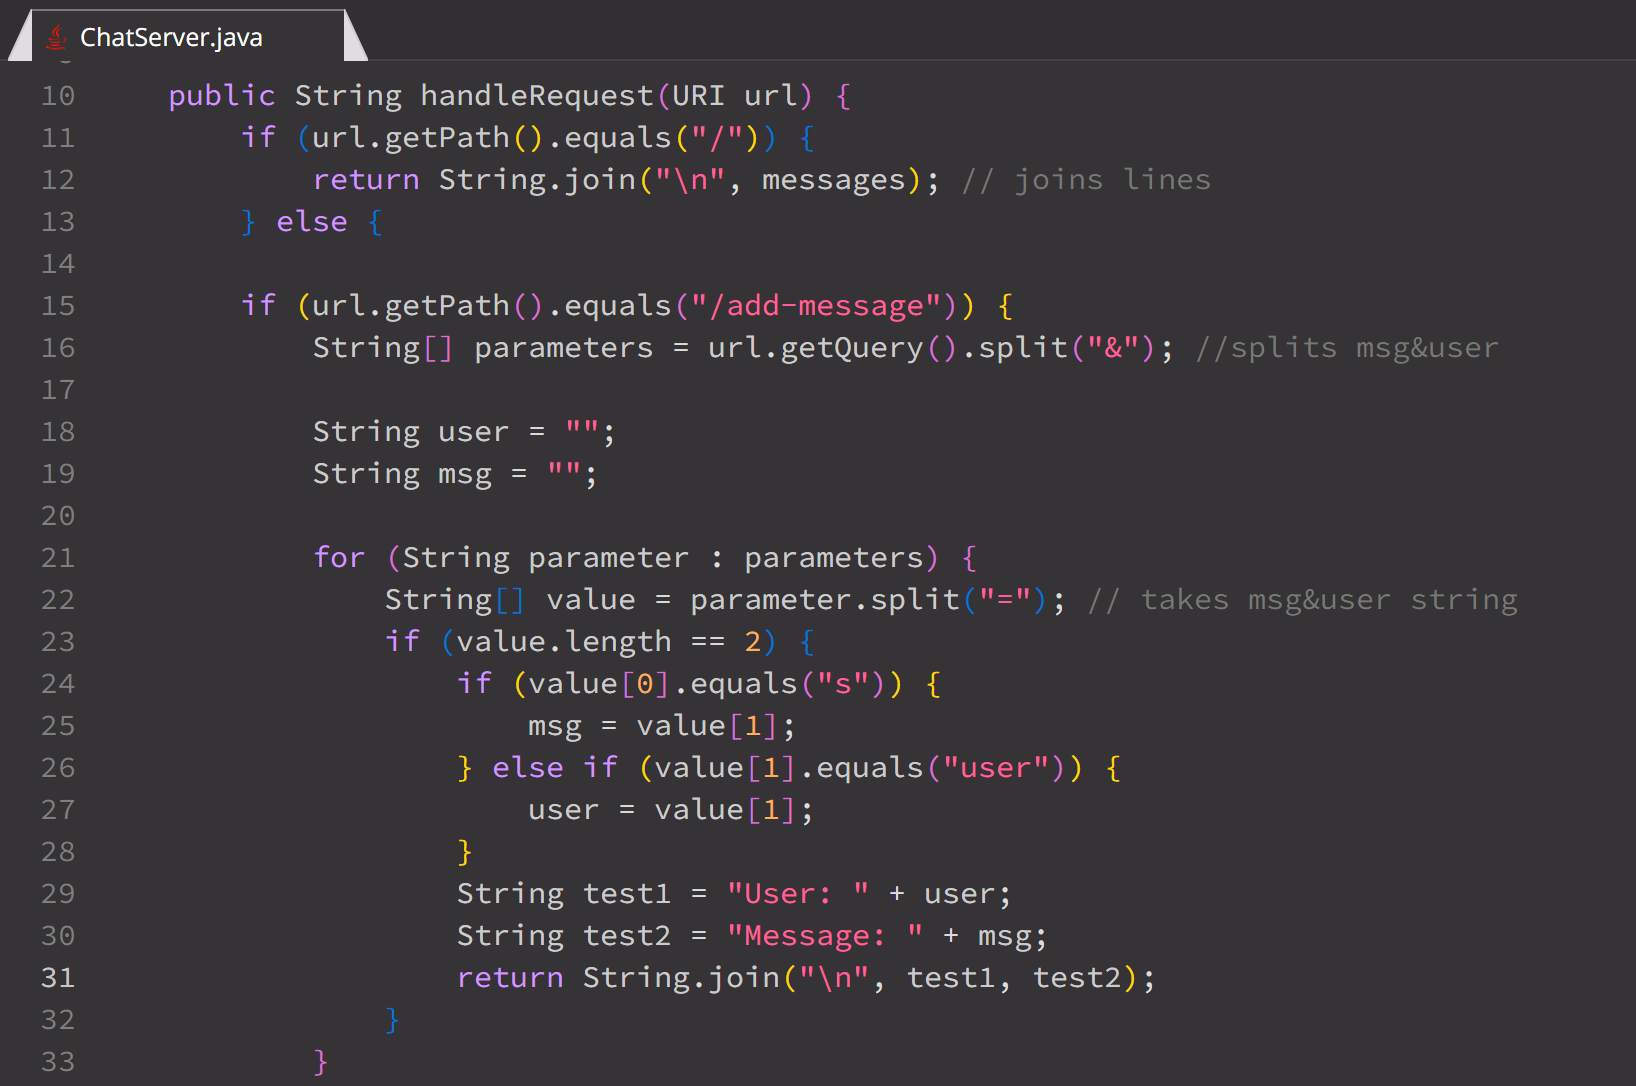 ChatServer.java
10 public String handleRequest(URI url) {
11 if (url.getPath().equals("/")) {
12 return String.join("\n", messages); // joins lines
13 } else {
14
15 if (url.getPath().equals("/add-message")) {
16 String[] parameters = url.getQuery().split("&"); //splits msg&user
17
18 String user = "";
19 String msg = "";
20
21 for (String parameter : parameters) {
22 String[] value = parameter.split("="); // takes msg&user string
23 if (value.length == 2) {
24 if (value[0].equals("s")) {
25 msg = value[1];
26 } else if (value[1].equals("user")) {
27 user = value[1];
28 }
29 String test1 = "User: " + user;
30 String test2 = "Message: " + msg;
31 return String.join("\n", test1, test2);
32 }
33 }